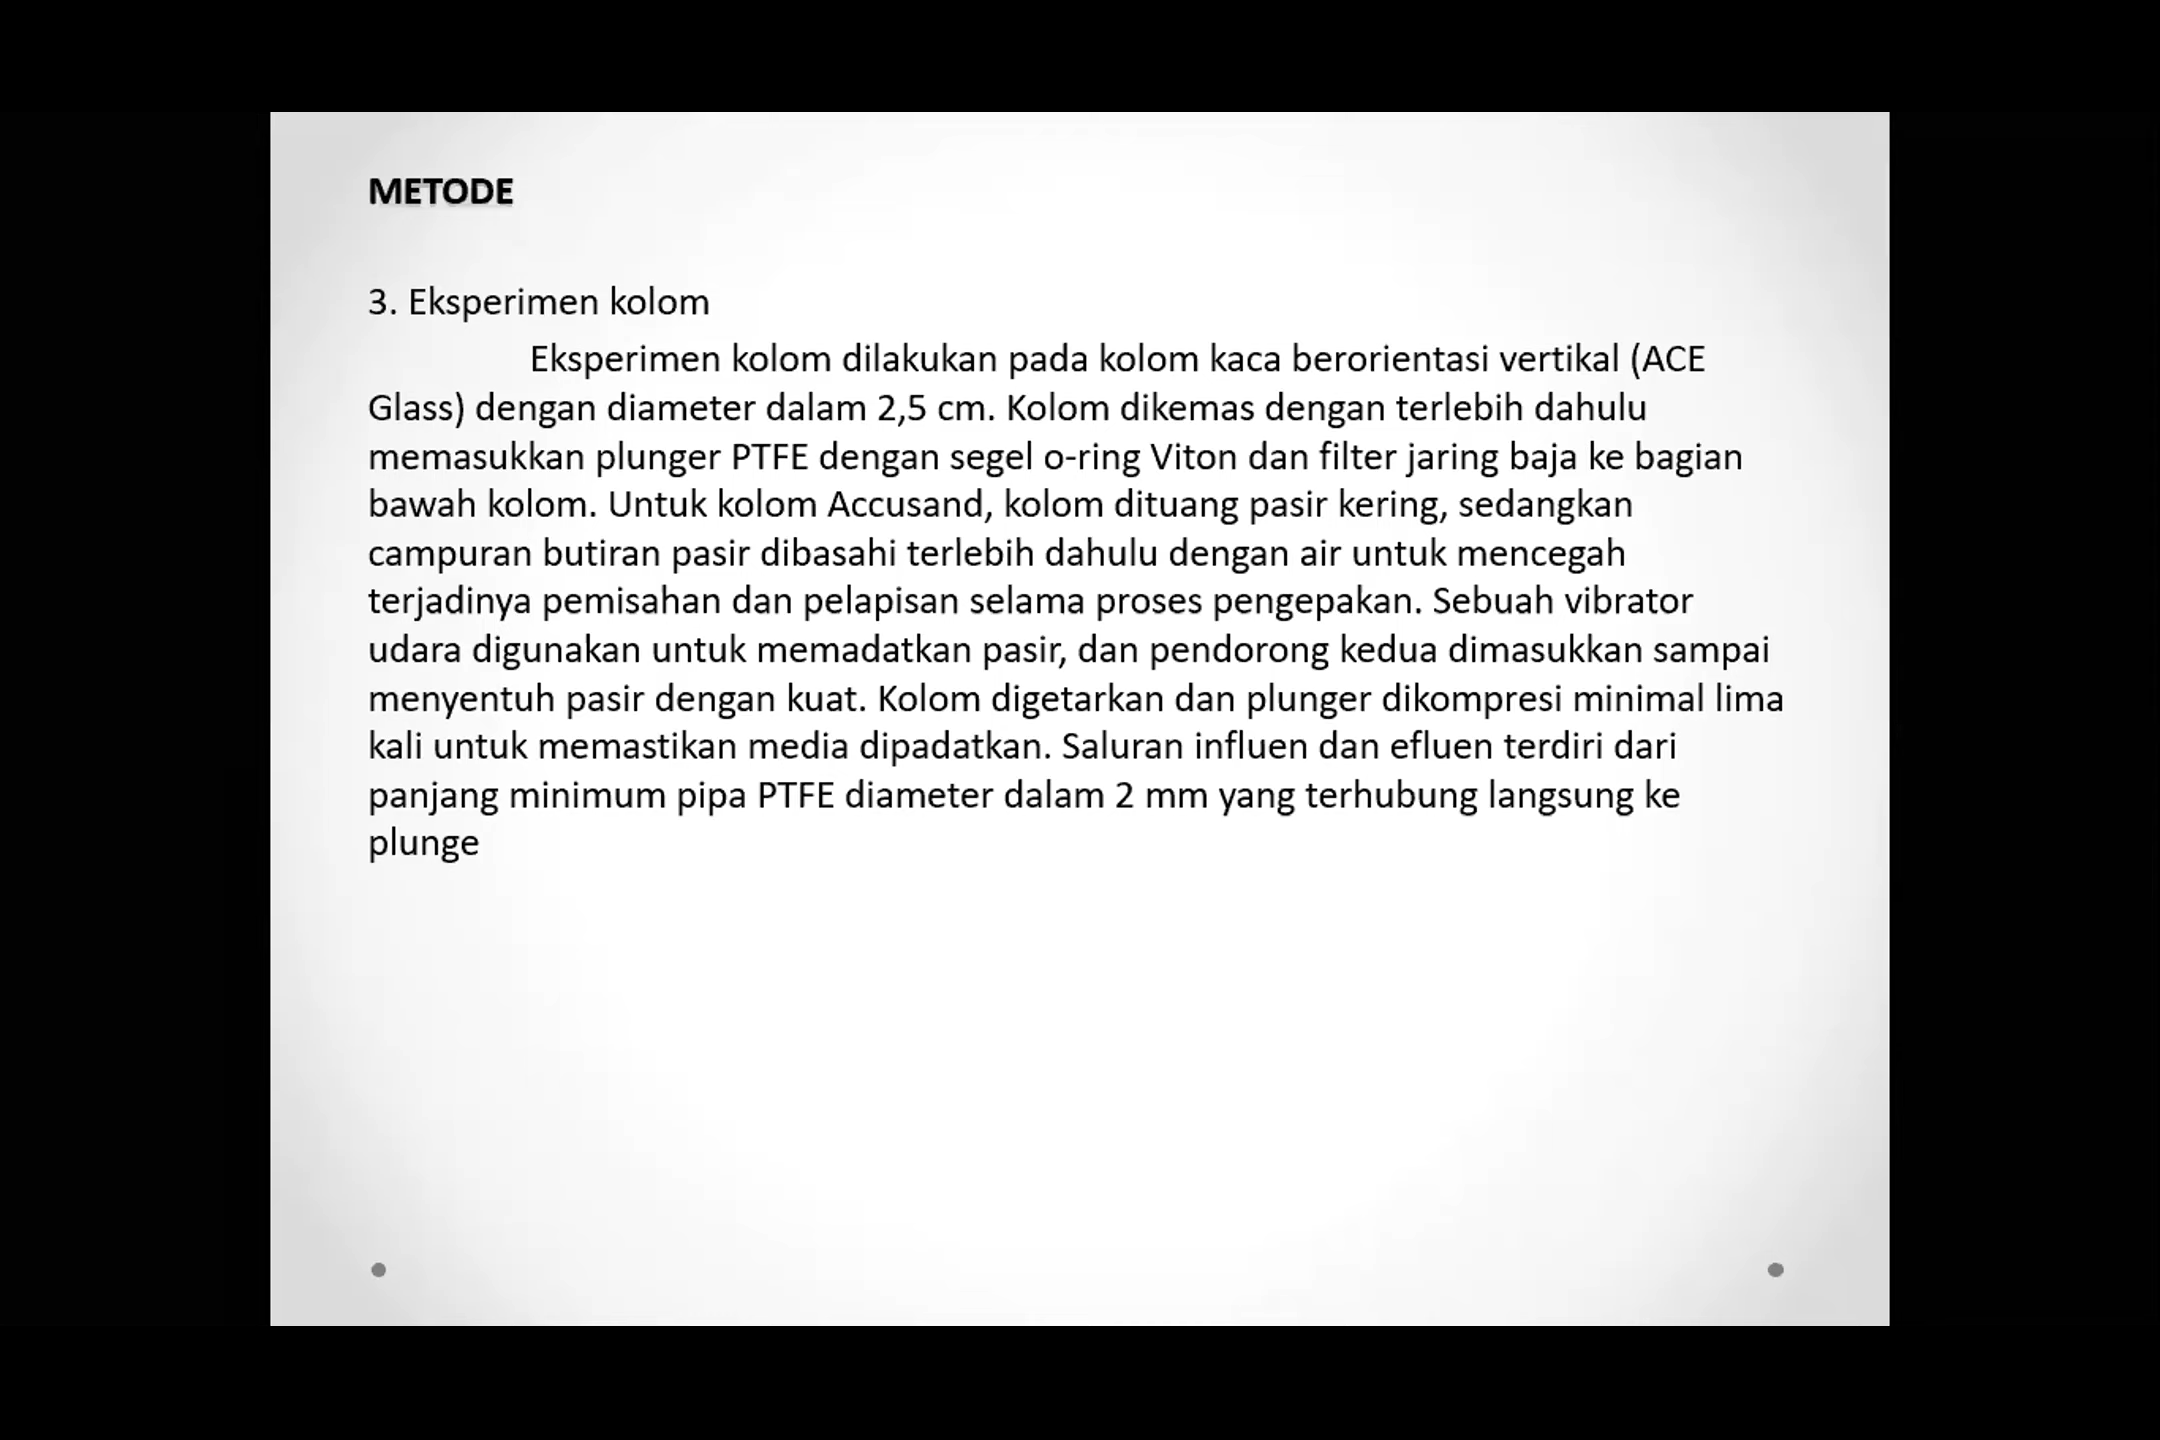 METODE
3. Eksperimen kolom
Eksperimen kolom dilakukan pada kolom kaca berorientasi vertikal (ACE
Glass) dengan diameter dalam 2,5 cm. Kolom dikemas dengan terlebih dahulu
memasukkan plunger PTFE dengan segel o-ring Viton dan filter jaring baja ke bagian
bawah kolom. Untuk kolom Accusand, kolom dituang pasir kering, sedangkan
campuran butiran pasir dibasahi terlebih dahulu dengan air untuk mencegah
terjadinya pemisahan dan pelapisan selama proses pengepakan. Sebuah vibrator
udara digunakan untuk memadatkan pasir, dan pendorong kedua dimasukkan sampai
menyentuh pasir dengan kuat. Kolom digetarkan dan plunger dikompresi minimal lima
kali untuk memastikan media dipadatkan. Saluran influen dan efluen terdiri dari
panjang minimum pipa PTFE diameter dalam 2 mm yang terhubung langsung ke
plunge